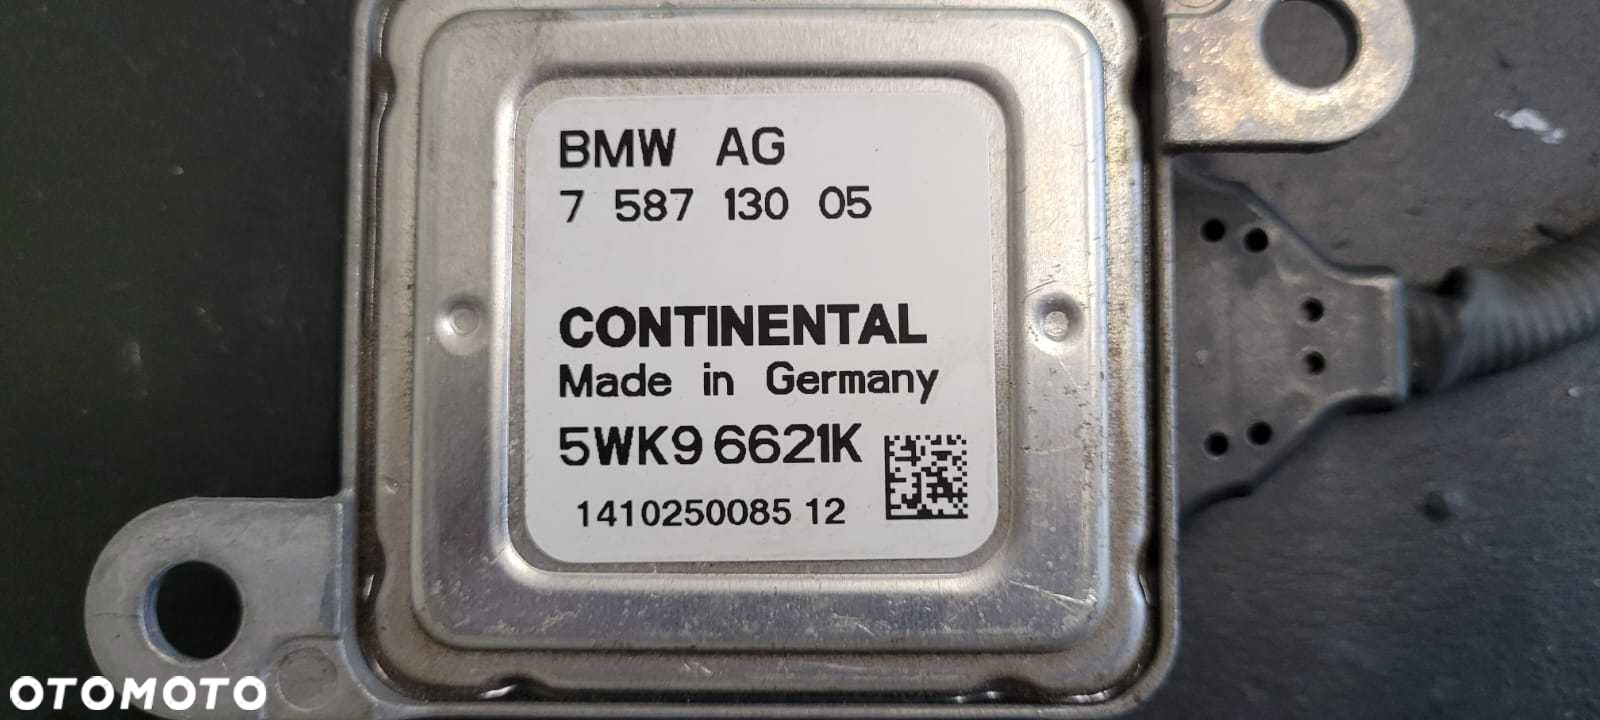 BMW AG
7 587 130 05
CONTINENTAL
Made in Germany
5WK9 6621K
1410250085 12
OTOMOTO